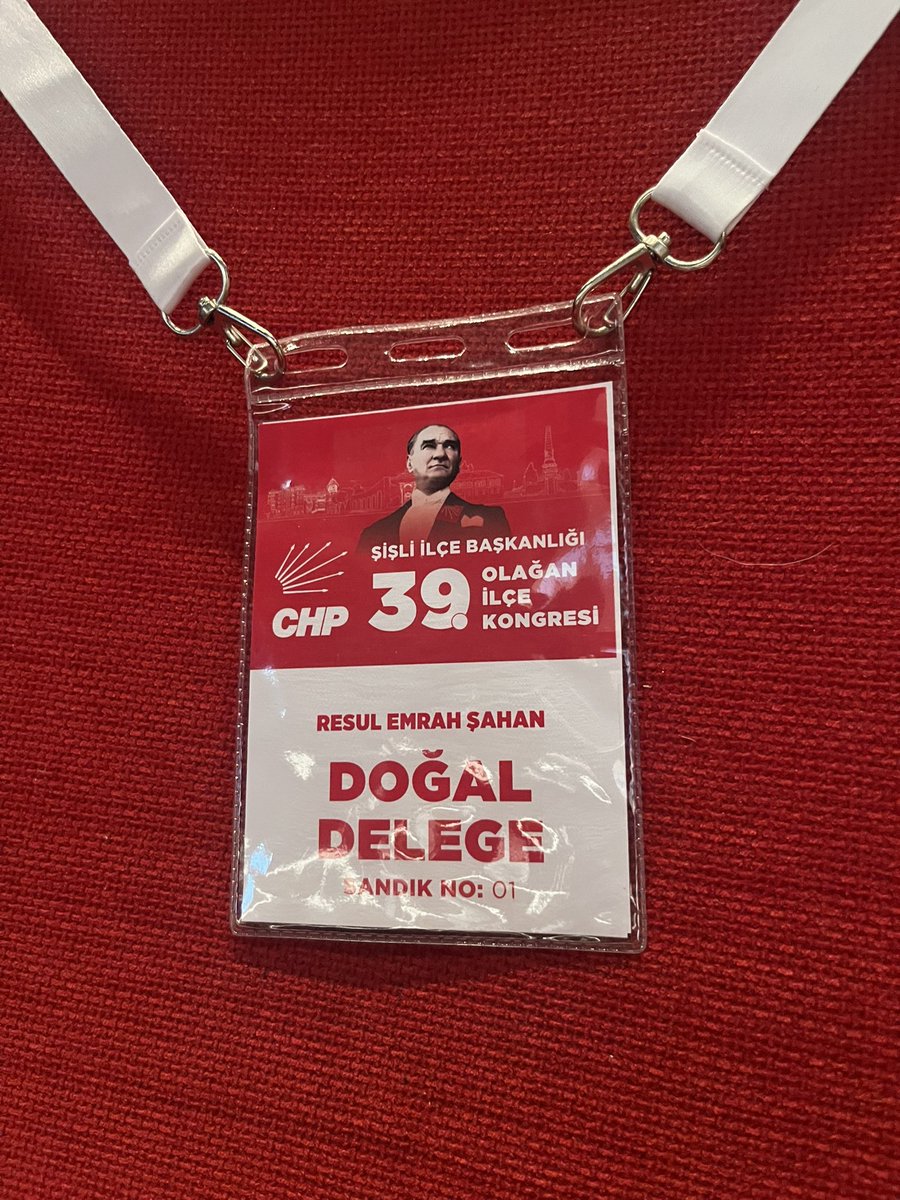 ŞİŞLİ İLÇE BAŞKANLIĞI
CHP
39.
OLAĞAN
İLÇE
KONGRESİ
RESUL EMRAH ŞAHAN
DOĞAL
DELEGE
SANDIK NO: 01